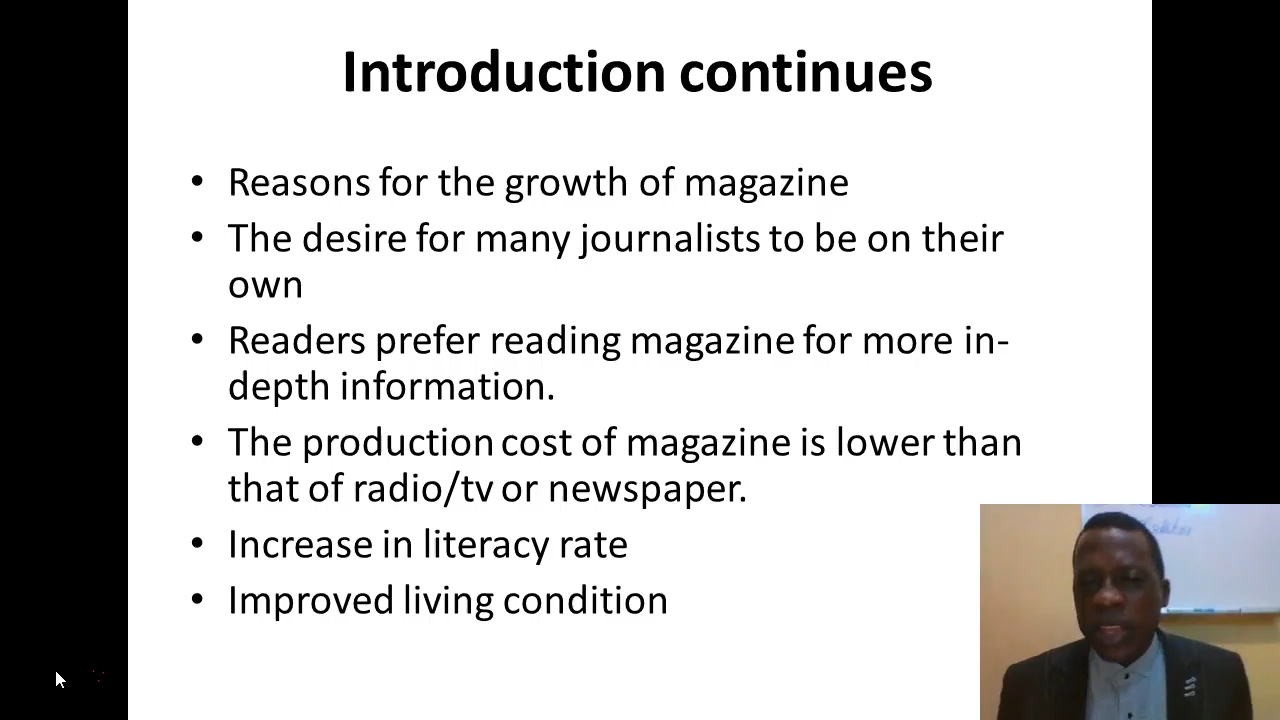 Introduction continues
• Reasons for the growth of magazine
• The desire for many journalists to be on their
own
• Readers prefer reading magazine for more in-
depth information.
• The production cost of magazine is lower than
that of radio/tv or newspaper.
• Increase in literacy rate
• Improved living condition